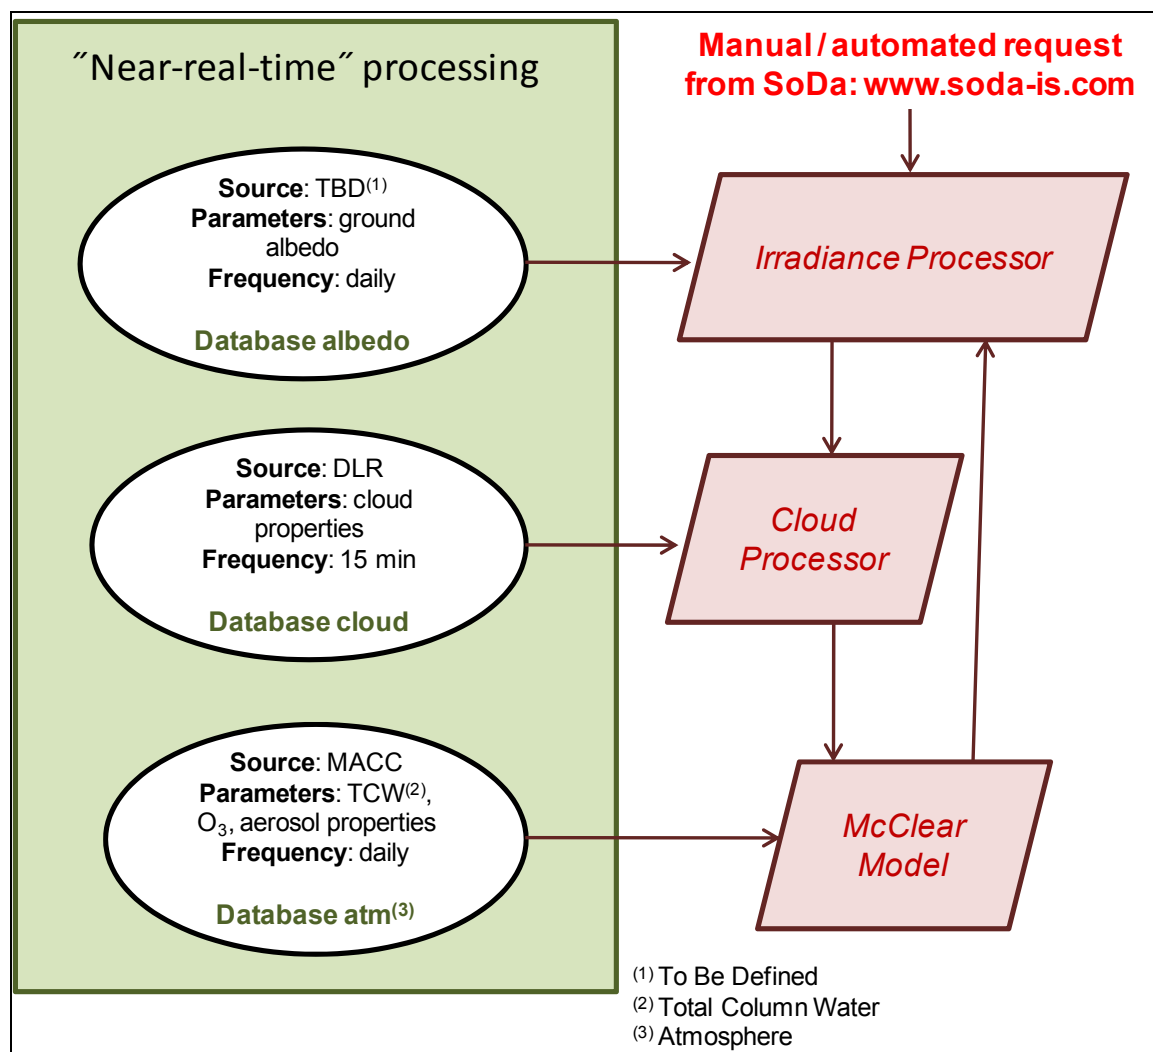 ˝Near-real-time˝ processing
Manual / automated request
from SoDa: www.soda-is.com
Source: TBD(1)
Parameters: ground
albedo
Frequency: daily
Database albedo
Irradiance Processor
Source: DLR
Parameters: cloud
properties
Frequency: 15 min
Database cloud
Cloud
Processor
Source: MACC
Parameters: TCW(2),
O3, aerosol properties
Frequency: daily
Database atm(3)
McClear
Model
(1) To Be Defined
(2) Total Column Water
(3) Atmosphere